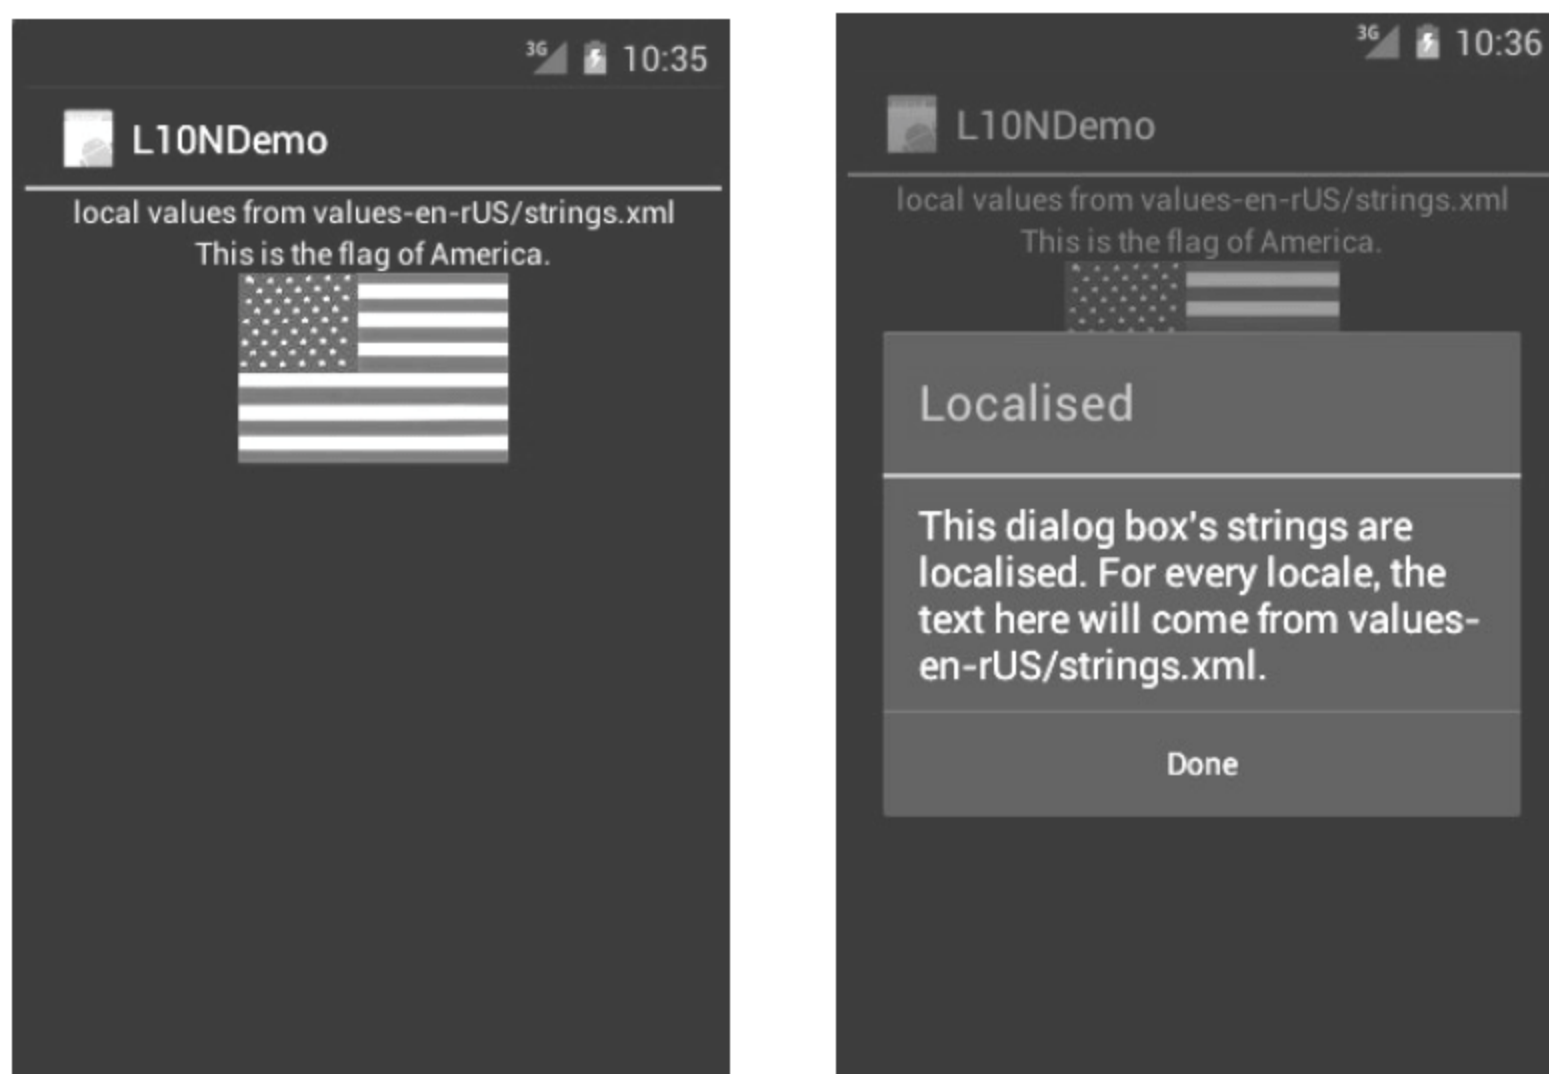 3G 10:35
L10NDemo
local values from values-en-rUS/strings.xml
This is the flag of America.
3G 10:36
L10NDemo
local values from values-en-rUS/strings.xml
This is the flag of America.
Localised
This dialog box's strings are
localised. For every locale, the
text here will come from values-
en-rUS/strings.xml.
Done